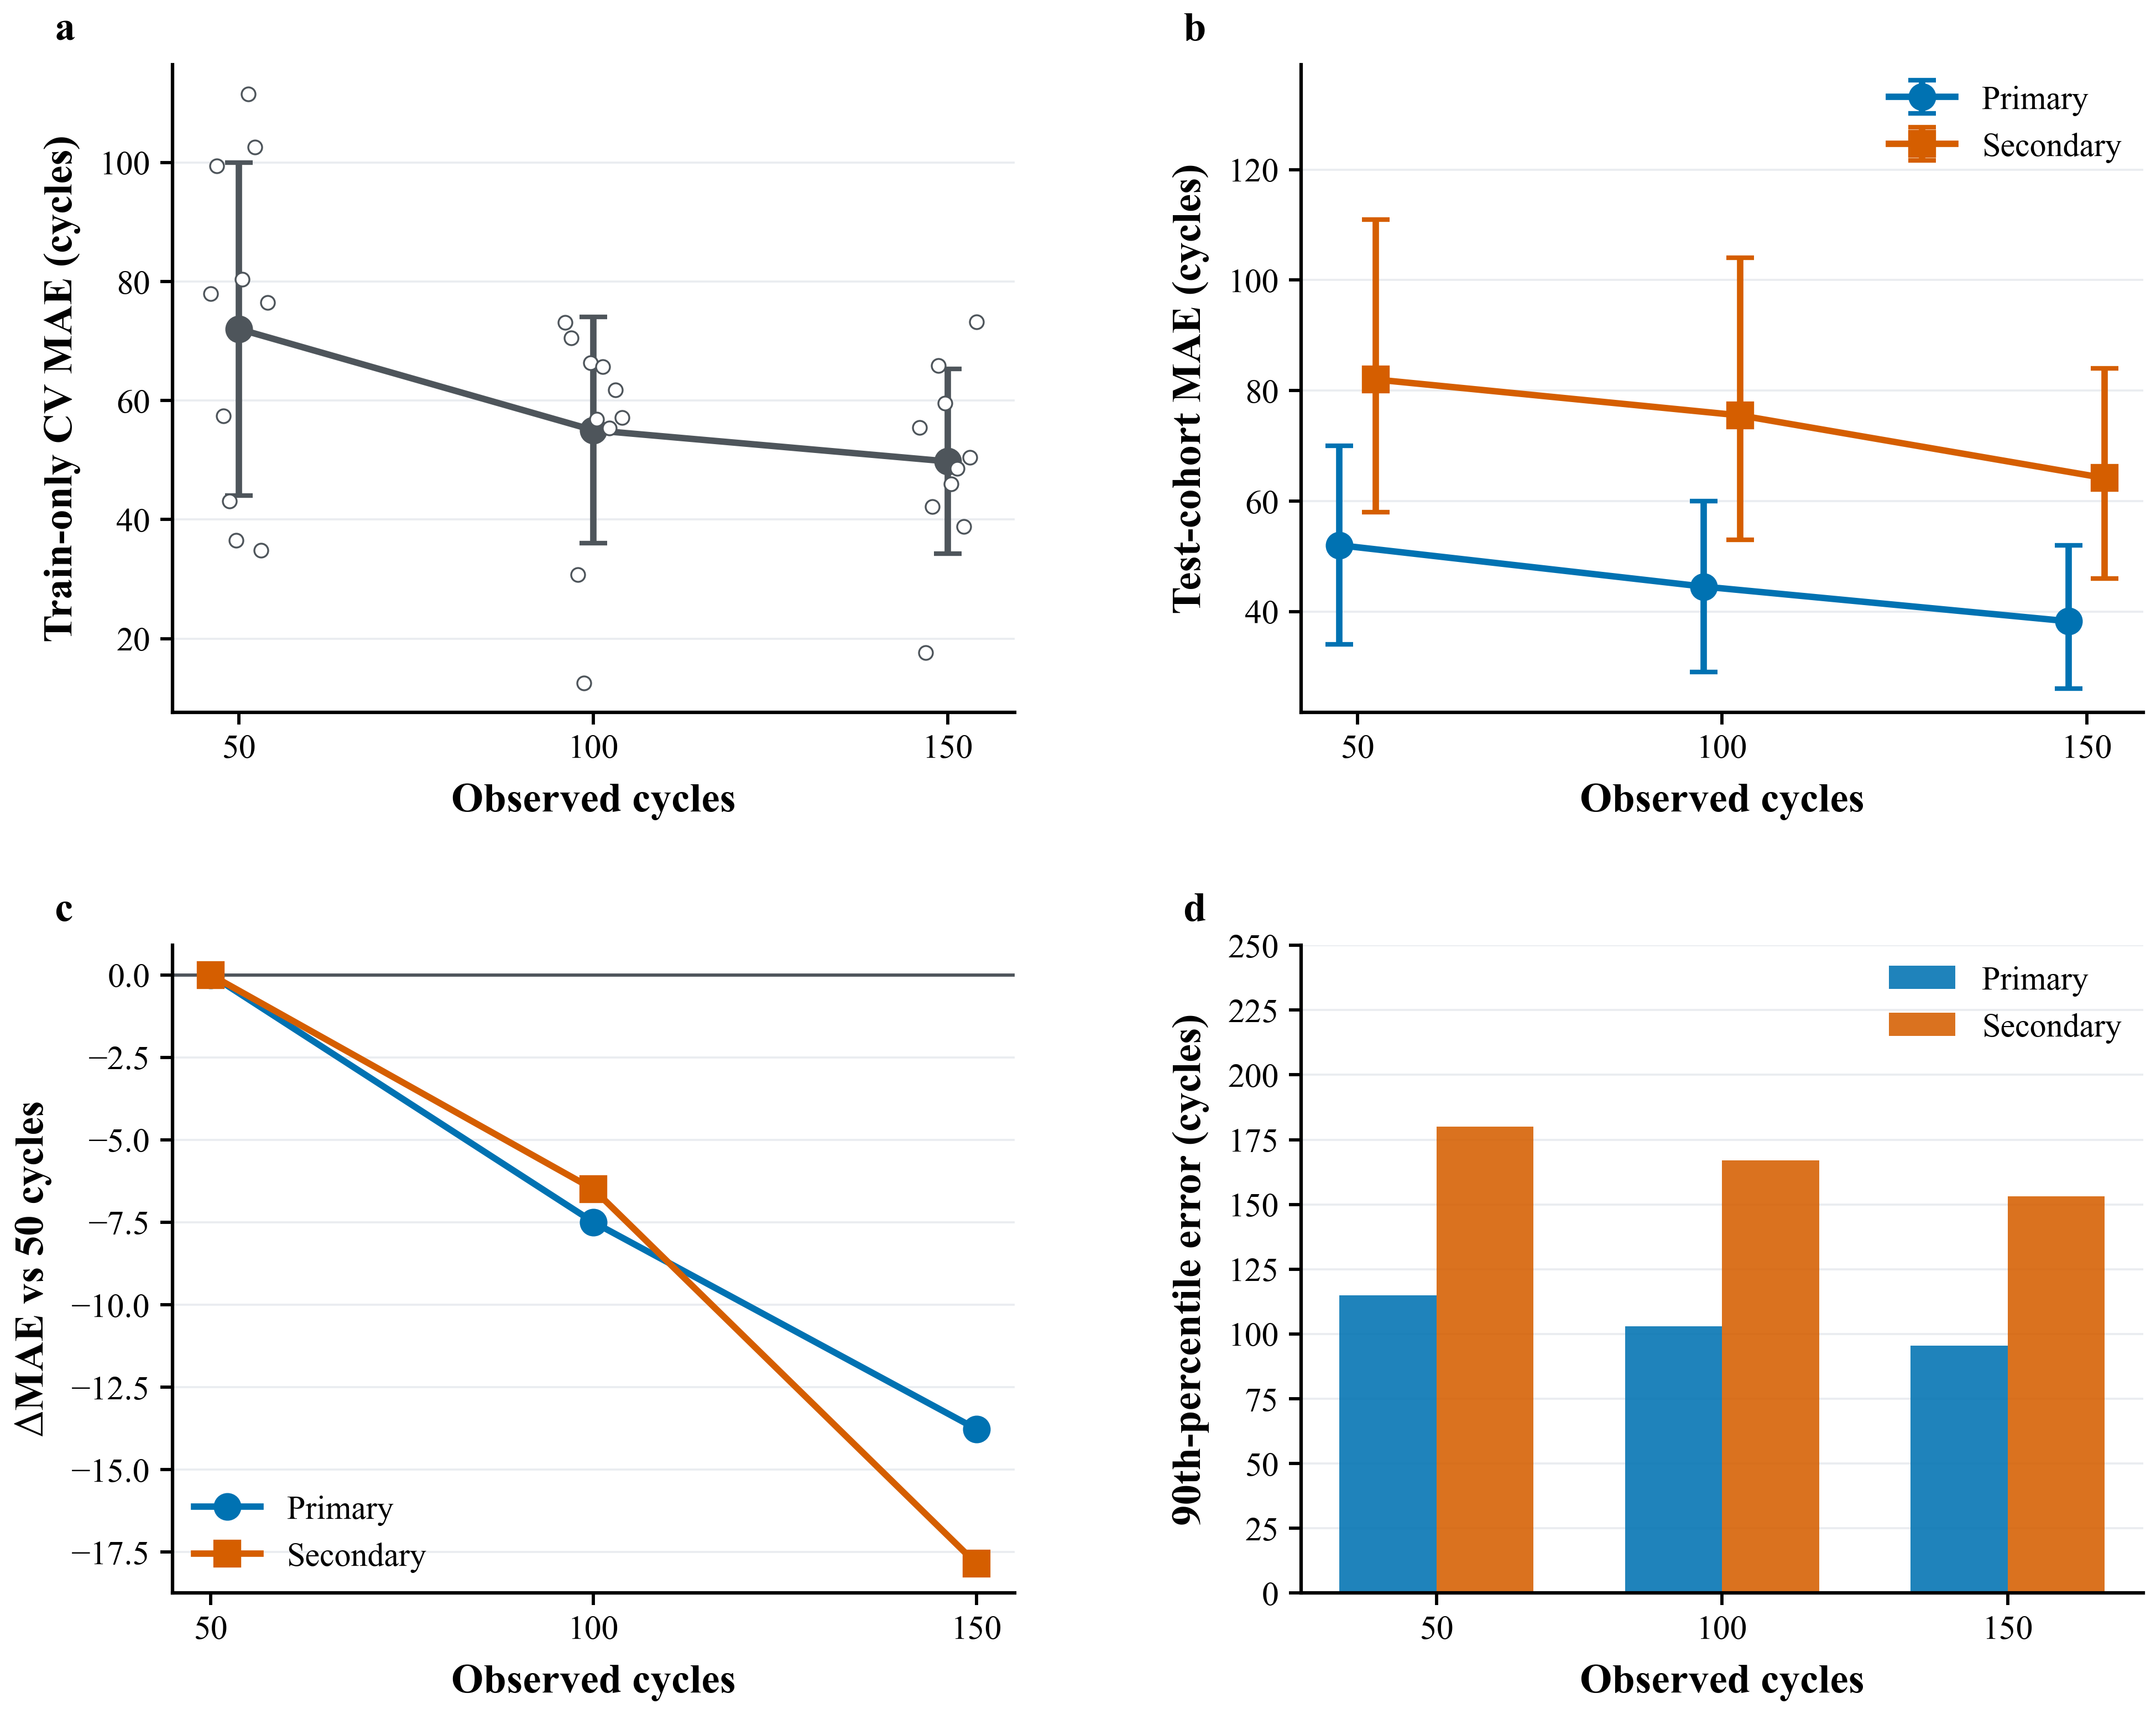 a
Train-only CV MAE (cycles)
100
80
60
40
20
50
100
150
Observed cycles
b
Test-cohort MAE (cycles)
120
100
80
60
40
50
100
150
Observed cycles
Primary
Secondary
c
ΔMAE vs 50 cycles
0.0
−2.5
−5.0
−7.5
−10.0
−12.5
−15.0
−17.5
50
100
150
Observed cycles
Primary
Secondary
d
90th-percentile error (cycles)
250
225
200
175
150
125
100
75
50
25
0
50
100
150
Observed cycles
Primary
Secondary